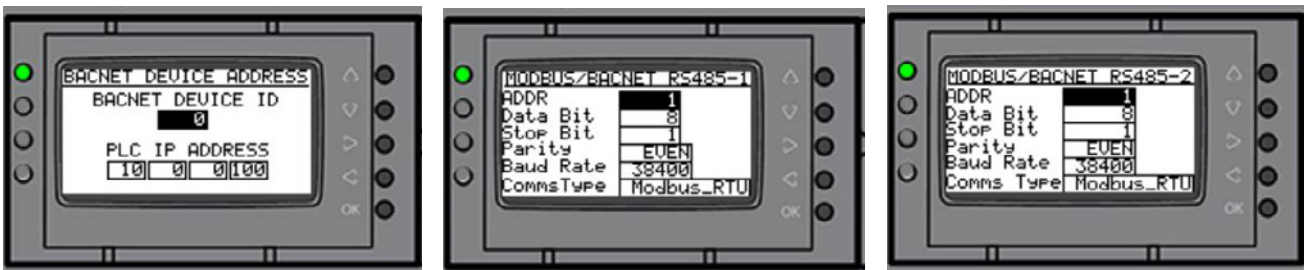 BACNET DEVICE ADDRESS
BACNET DEVICE ID
0
PLC IP ADDRESS
10 0 0 100
OK
MODBUS/BACNET RS485-1
ADDR 1
Data Bit 8
Stop Bit 1
Parity EVEN
Baud Rate 38400
CommsType Modbus_RTU
OK
MODBUS/BACNET RS485-2
ADDR 1
Data Bit 8
Stop Bit 1
Parity EVEN
Baud Rate 38400
Comms Type Modbus_RTU
OK